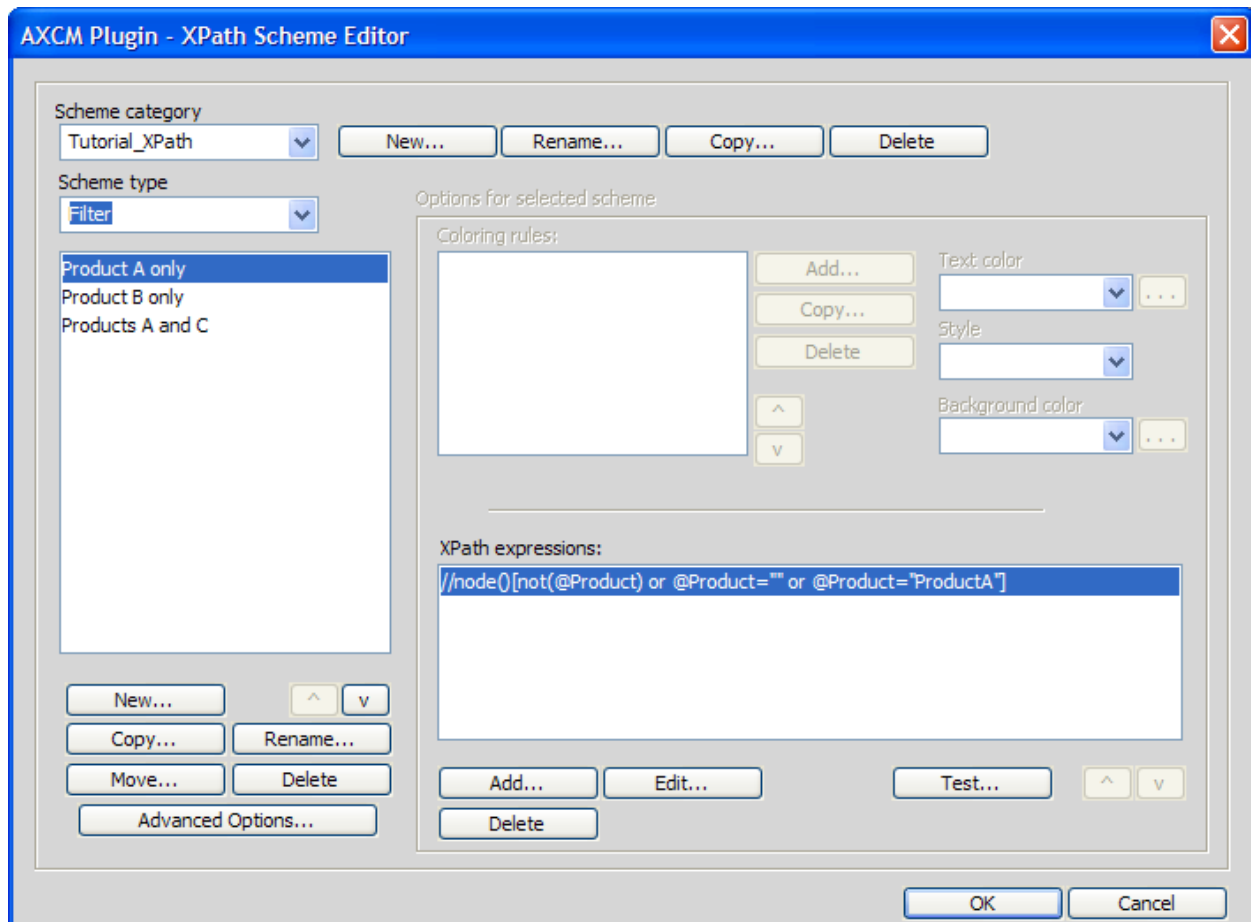 AXCM Plugin - XPath Scheme Editor
Scheme category
Tutorial_XPath
New...
Rename...
Copy...
Delete
Scheme type
Filter
Options for selected scheme
Product A only
Product B only
Products A and C
Coloring rules:
Add...
Copy...
Delete
^
v
Text color
. . .
Style
Background color
. . .
XPath expressions:
//node()[not(@Product) or @Product="" or @Product="ProductA"]
New...
^
v
Copy...
Rename...
Move...
Delete
Advanced Options...
Add...
Edit...
Test...
^
v
Delete
OK
Cancel